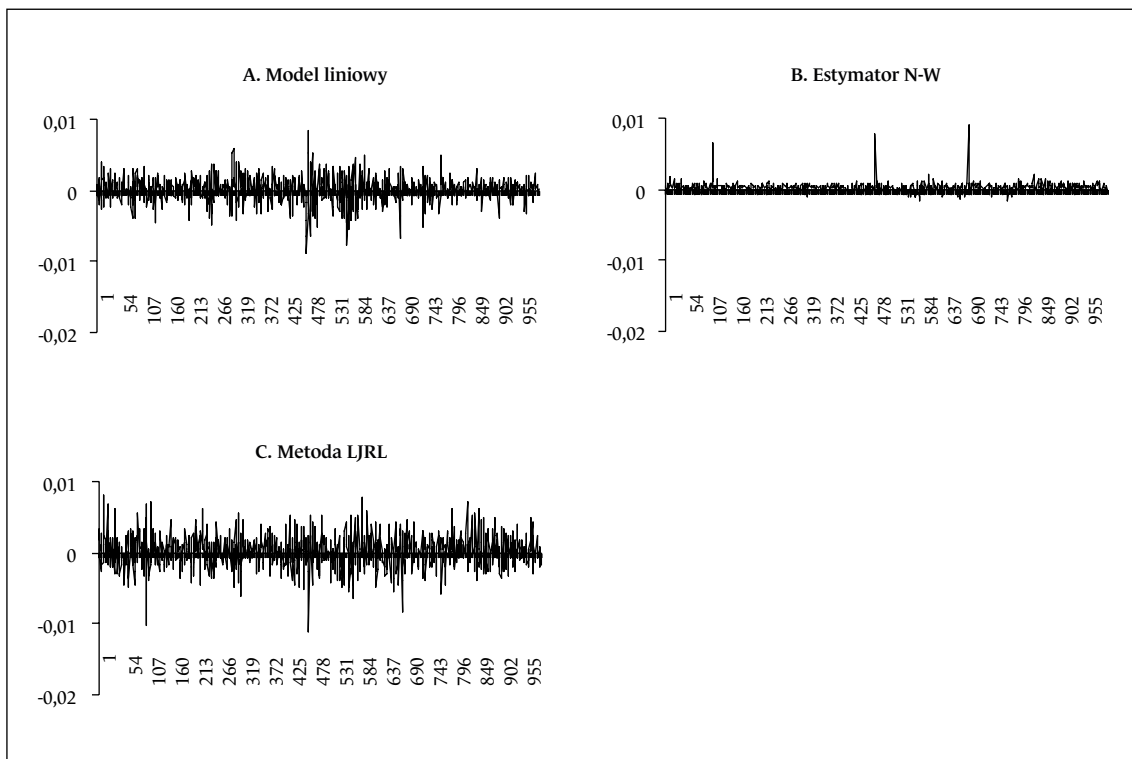 A. Model liniowy
0,01
0
-0,01
-0,02
1 54 107 160 213 266 319 372 425 478 531 584 637 690 743 796 849 902 955
B. Estymator N-W
0,01
0
-0,01
-0,02
1 54 107 160 213 266 319 372 425 478 531 584 637 690 743 796 849 902 955
C. Metoda LJRL
0,01
0
-0,01
-0,02
1 54 107 160 213 266 319 372 425 478 531 584 637 690 743 796 849 902 955